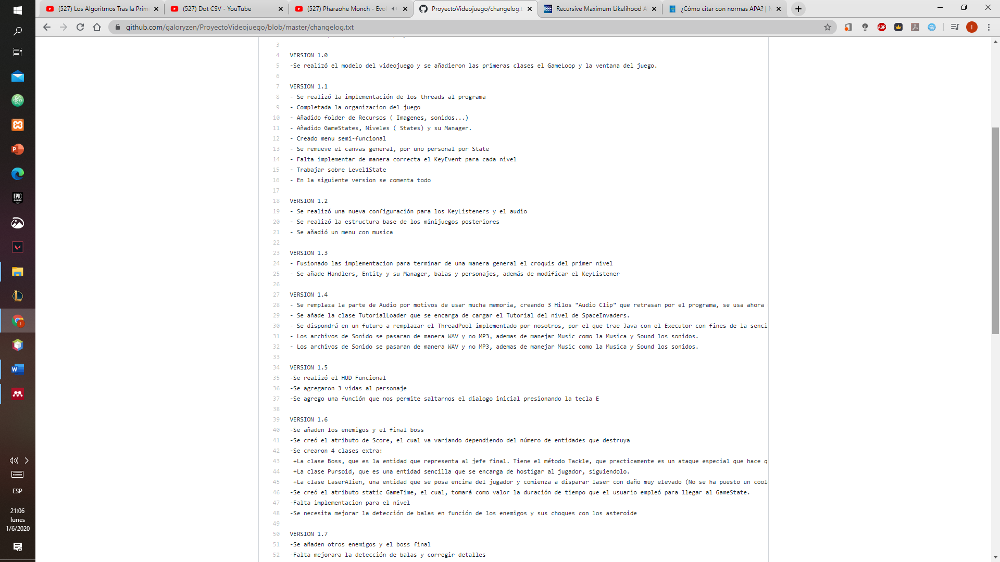 (527) Los Algoritmos Tras la Prim
(527) Dot CSV - YouTube
(527) Pharaohe Monch - Evol
ProyectoVideojuego/changelog.t
Recursive Maximum Likelihood A
¿Cómo citar con normas APA? | N
github.com/galoryzen/ProyectoVideojuego/blob/master/changelog.txt
3
4 VERSION 1.0
5 -Se realizó el modelo del videojuego y se añadieron las primeras clases el GameLoop y la ventana del juego.
6
7 VERSION 1.1
8 - Se realizó la implementación de los threads al programa
9 - Completada la organizacion del juego
10 - Añadido folder de Recursos ( Imagenes, sonidos...)
11 - Añadido GameStates, Niveles ( States) y su Manager.
12 - Creado menu semi-funcional
13 - Se remueve el canvas general, por uno personal por State
14 - Falta implementar de manera correcta el KeyEvent para cada nivel
15 - Trabajar sobre Level1State
16 - En la siguiente version se comenta todo
17
18 VERSION 1.2
19 - Se realizó una nueva configuración para los KeyListeners y el audio
20 - Se realizó la estructura base de los minijuegos posteriores
21 - Se añadió un menu con musica
22
23 VERSION 1.3
24 - Fusionado las implementacion para terminar de una manera general el croquis del primer nivel
25 - Se añade Handlers, Entity y su Manager, balas y personajes, además de modificar el KeyListener
26
27 VERSION 1.4
28 - Se remplaza la parte de Audio por motivos de usar mucha memoria, creando 3 Hilos "Audio Clip" que retrasan por el programa, se usa ahora
29 - Se añade la clase TutorialLoader que se encarga de cargar el Tutorial del nivel de SpaceInvaders.
30 - Se dispondrá en un futuro a remplazar el ThreadPool implementado por nosotros, por el que trae Java con el Executor con fines de la senci
31 - Los archivos de Sonido se pasaran de manera WAV y no MP3, ademas de manejar Music como la Musica y Sound los sonidos.
32 - Los archivos de Sonido se pasaran de manera WAV y no MP3, ademas de manejar Music como la Musica y Sound los sonidos.
33
34 VERSION 1.5
35 -Se realizó el HUD Funcional
36 -Se agregaron 3 vidas al personaje
37 -Se agrego una función que nos permite saltarnos el dialogo inicial presionando la tecla E
38
39 VERSION 1.6
40 -Se añaden los enemigos y el final boss
41 -Se creó el atributo de Score, el cual va variando dependiendo del número de entidades que destruya
42 -Se crearon 4 clases extra:
43 +La clase Boss, que es la entidad que representa al jefe final. Tiene el método Tackle, que practicamente es un ataque especial que hace q
44 +La clase Pursoid, que es una entidad sencilla que se encarga de hostigar al jugador, siguiendolo.
45 +La clase LaserAlien, una entidad que se posa encima del jugador y comienza a disparar laser con daño muy elevado (No se ha puesto un cool
46 -Se creó el atributo static GameTime, el cual, tomará como valor la duración de tiempo que el usuario empleó para llegar al GameState.
47 -Falta implementacion para el nivel
48 -Se necesita mejorar la detección de balas en función de los enemigos y sus choques con los asteroide
49
50 VERSION 1.7
51 -Se añaden otros enemigos y el boss final
52 -Falta mejorara la detección de balas y corregir detalles
ESP
21:06
lunes
1/6/2020
EPIC
GAMES
ABP
IEEE